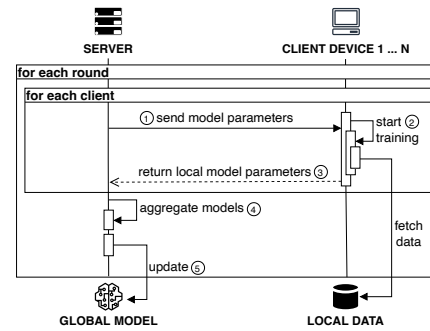 SERVER
CLIENT DEVICE 1 ... N
for each round
for each client
① send model parameters
start ②
training
return local model parameters ③
aggregate models ④
fetch
data
update ⑤
GLOBAL MODEL
LOCAL DATA